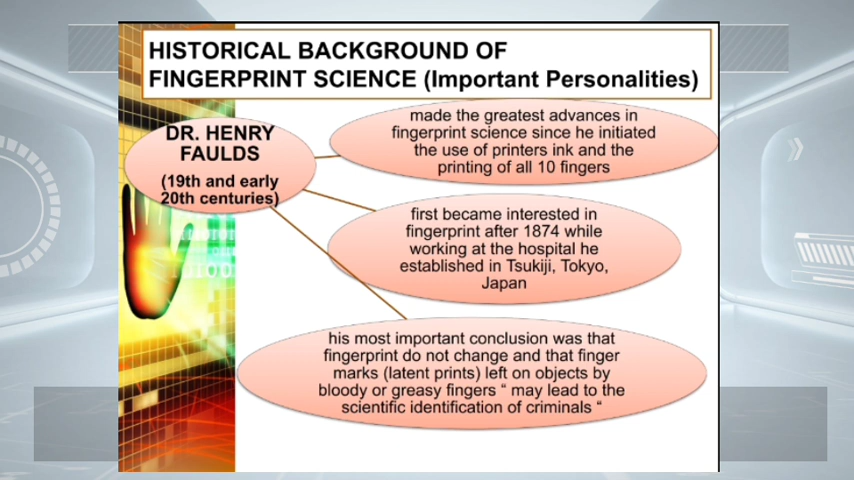 HISTORICAL BACKGROUND OF
FINGERPRINT SCIENCE (Important Personalities)
DR. HENRY
FAULDS
(19th and early
20th centuries)
made the greatest advances in
fingerprint science since he initiated
the use of printers ink and the
printing of all 10 fingers
first became interested in
fingerprint after 1874 while
working at the hospital he
established in Tsukiji, Tokyo,
Japan
his most important conclusion was that
fingerprint do not change and that finger
marks (latent prints) left on objects by
bloody or greasy fingers “ may lead to the
scientific identification of criminals “